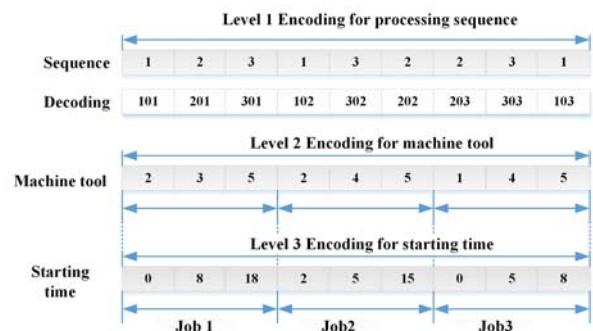 Level 1 Encoding for processing sequence
Sequence 1 2 3 1 3 2 2 3 1
Decoding 101 201 301 102 302 202 203 303 103
Level 2 Encoding for machine tool
Machine tool 2 3 5 2 4 5 1 4 5
Level 3 Encoding for starting time
Starting time 0 8 18 2 5 15 0 5 8
Job 1 Job2 Job3